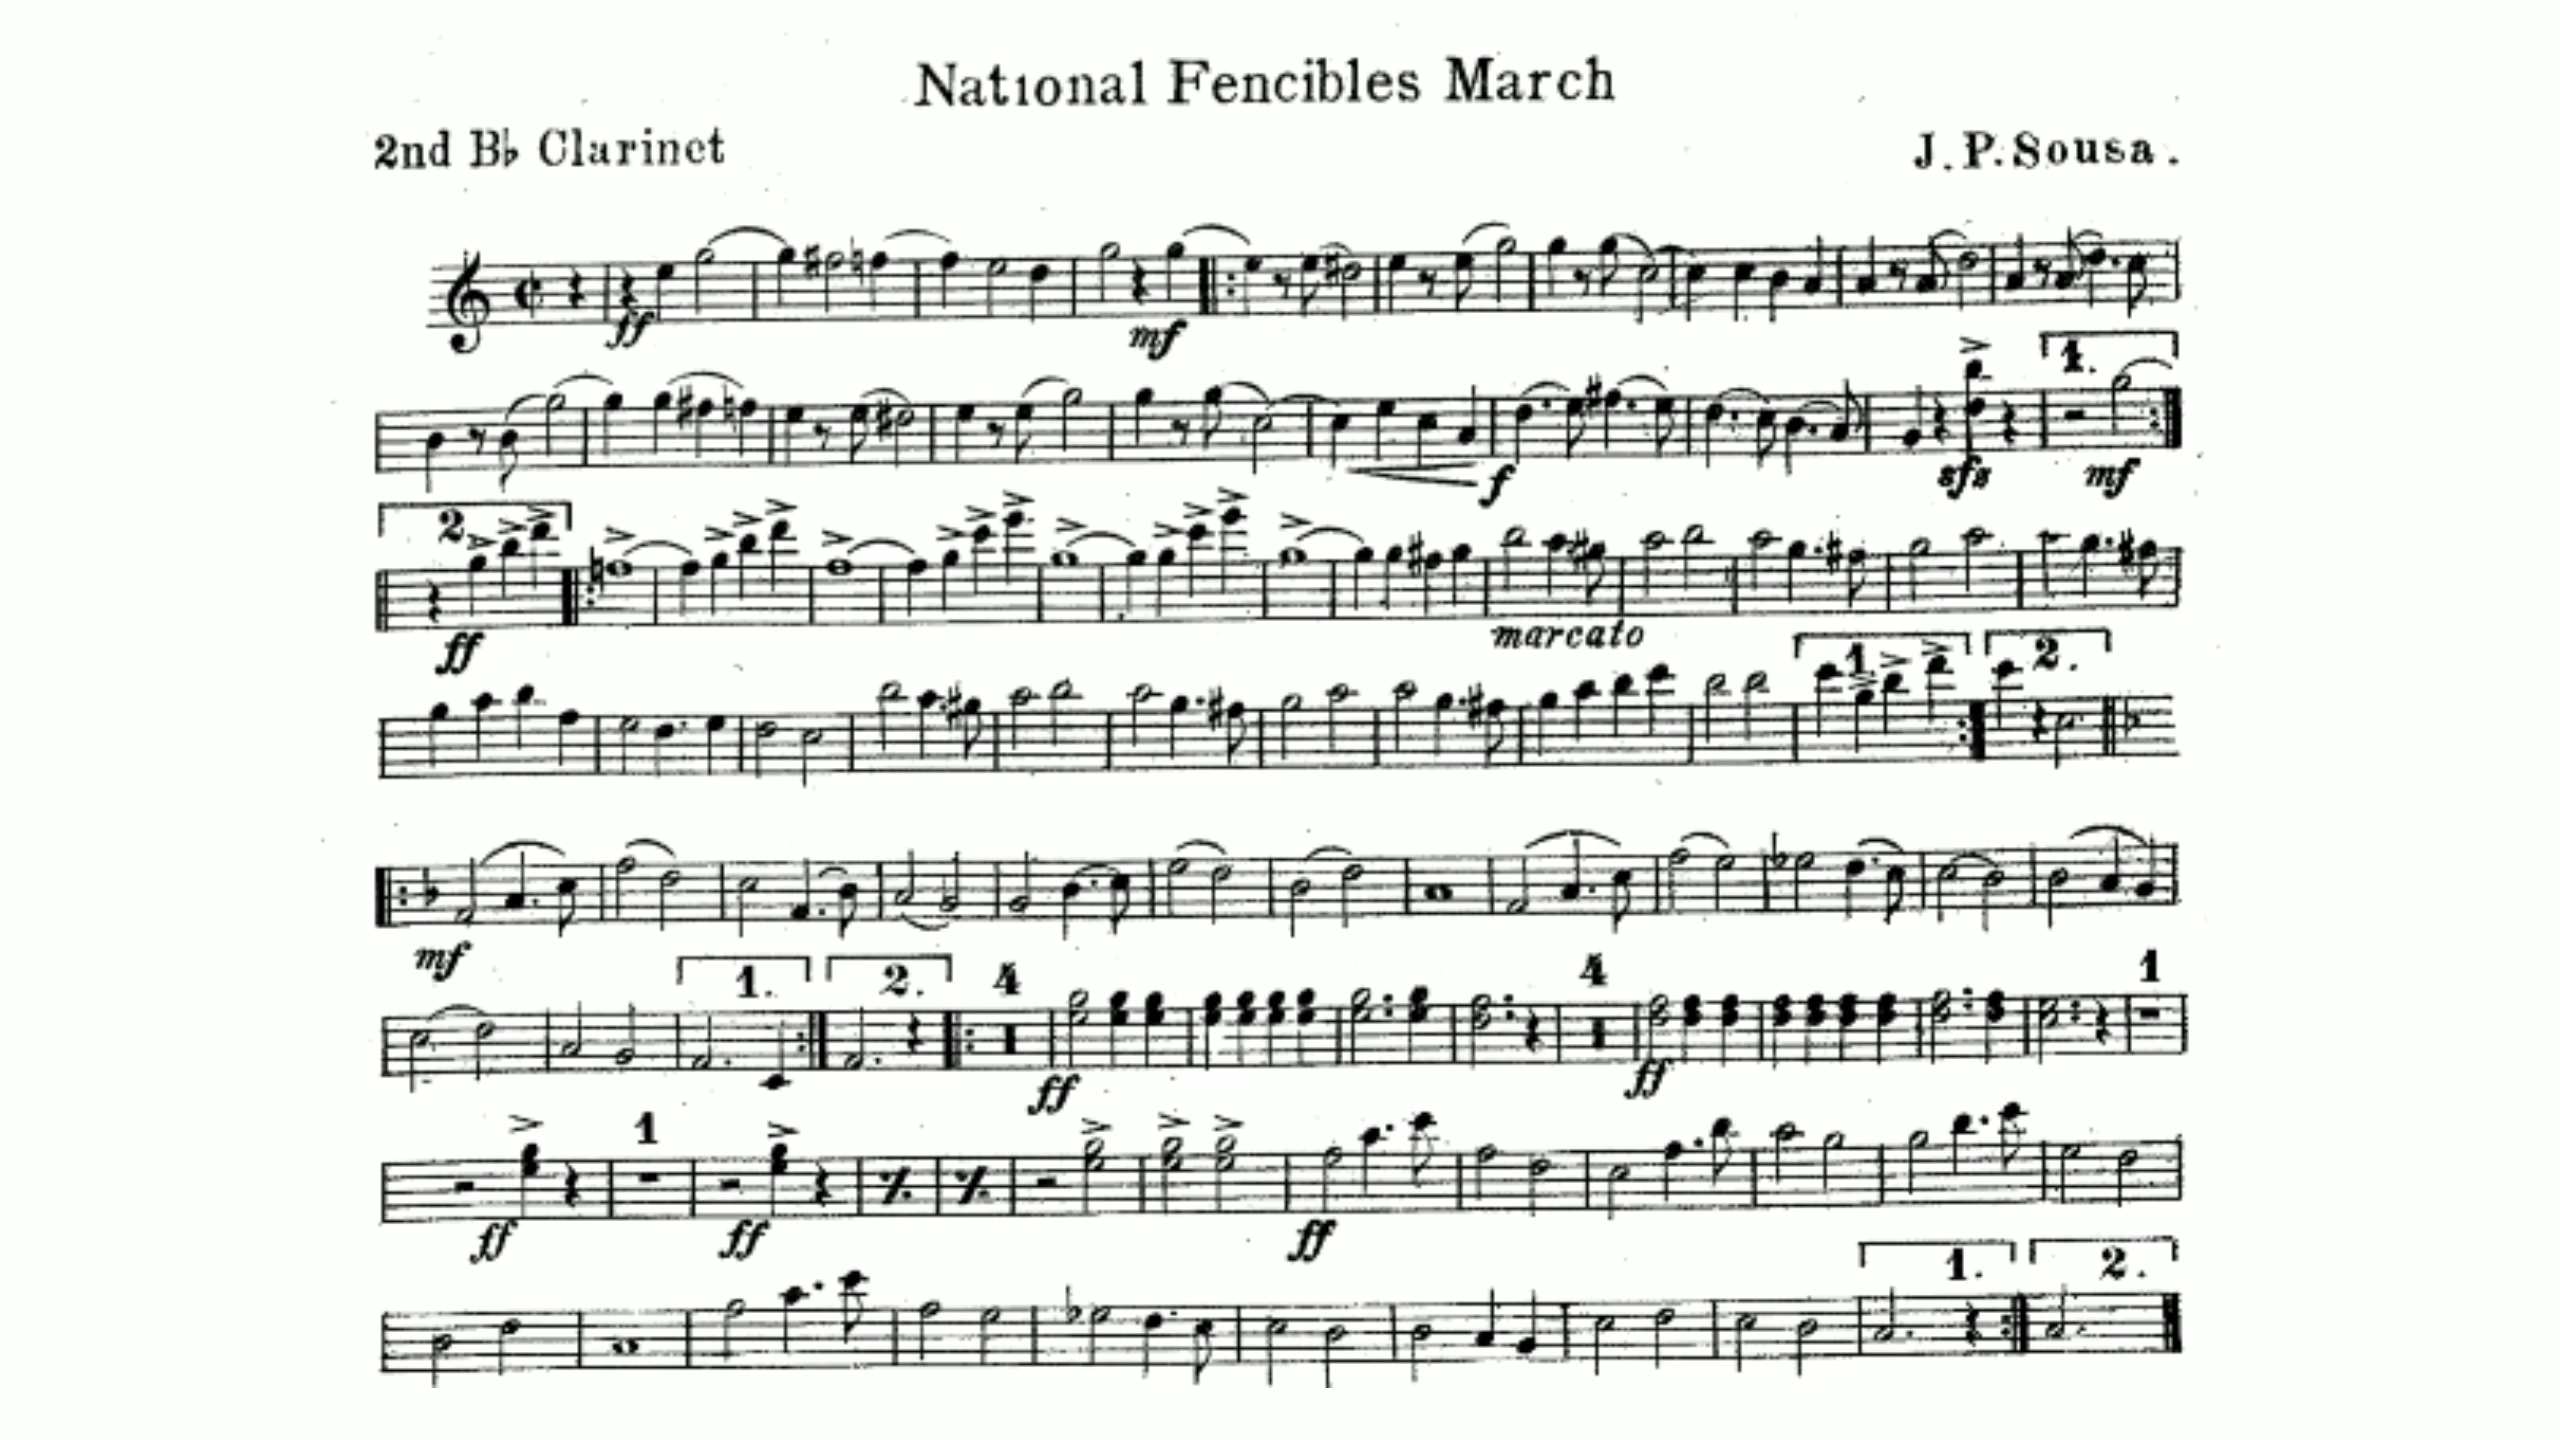 National Fencibles March
2nd B♭ Clarinet
J. P. Sousa.
ff mf
1.
sfz mf
f
2.
ff marcato
1. 2.
mf
1. 2. 4 4 1
ff ff
1
ff ff ff
1. 2.